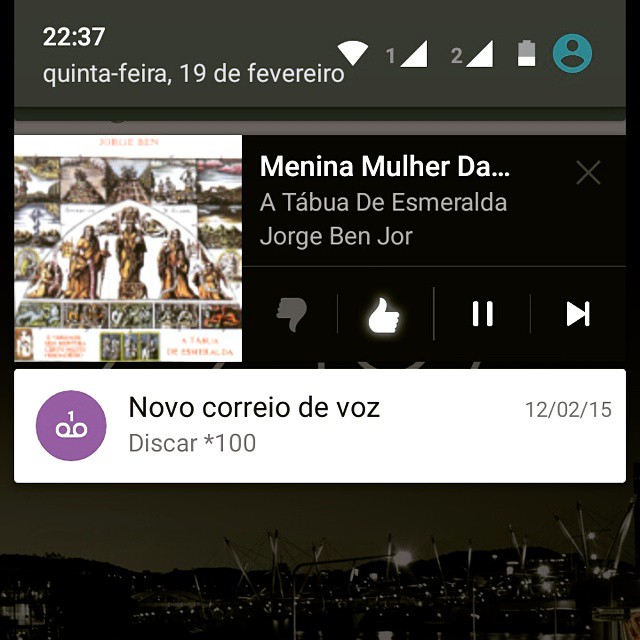 22:37
quinta-feira, 19 de fevereiro
1
2
JORGE BEN
A TÁBUA
DE ESMERALDA
Menina Mulher Da...
A Tábua De Esmeralda
Jorge Ben Jor
1
Novo correio de voz
12/02/15
Discar *100